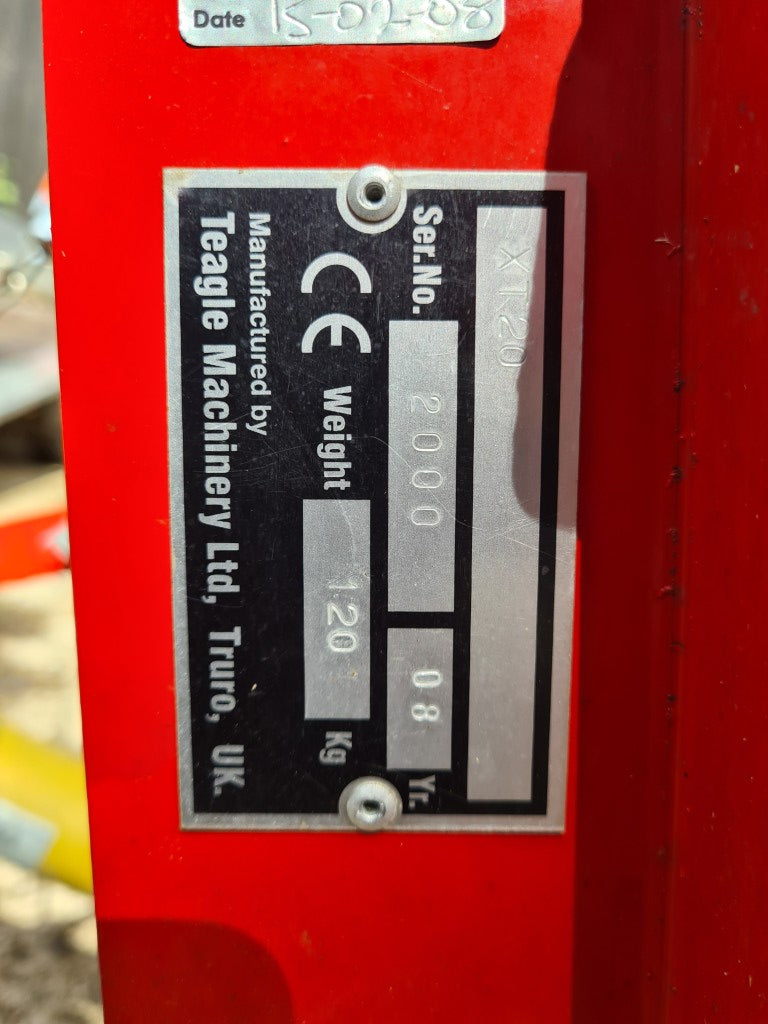 Date 15-02-08
XT20
Ser.No. 2000 08 Yr.
CE Weight 120 Kg
Manufactured by
Teagle Machinery Ltd, Truro, UK.